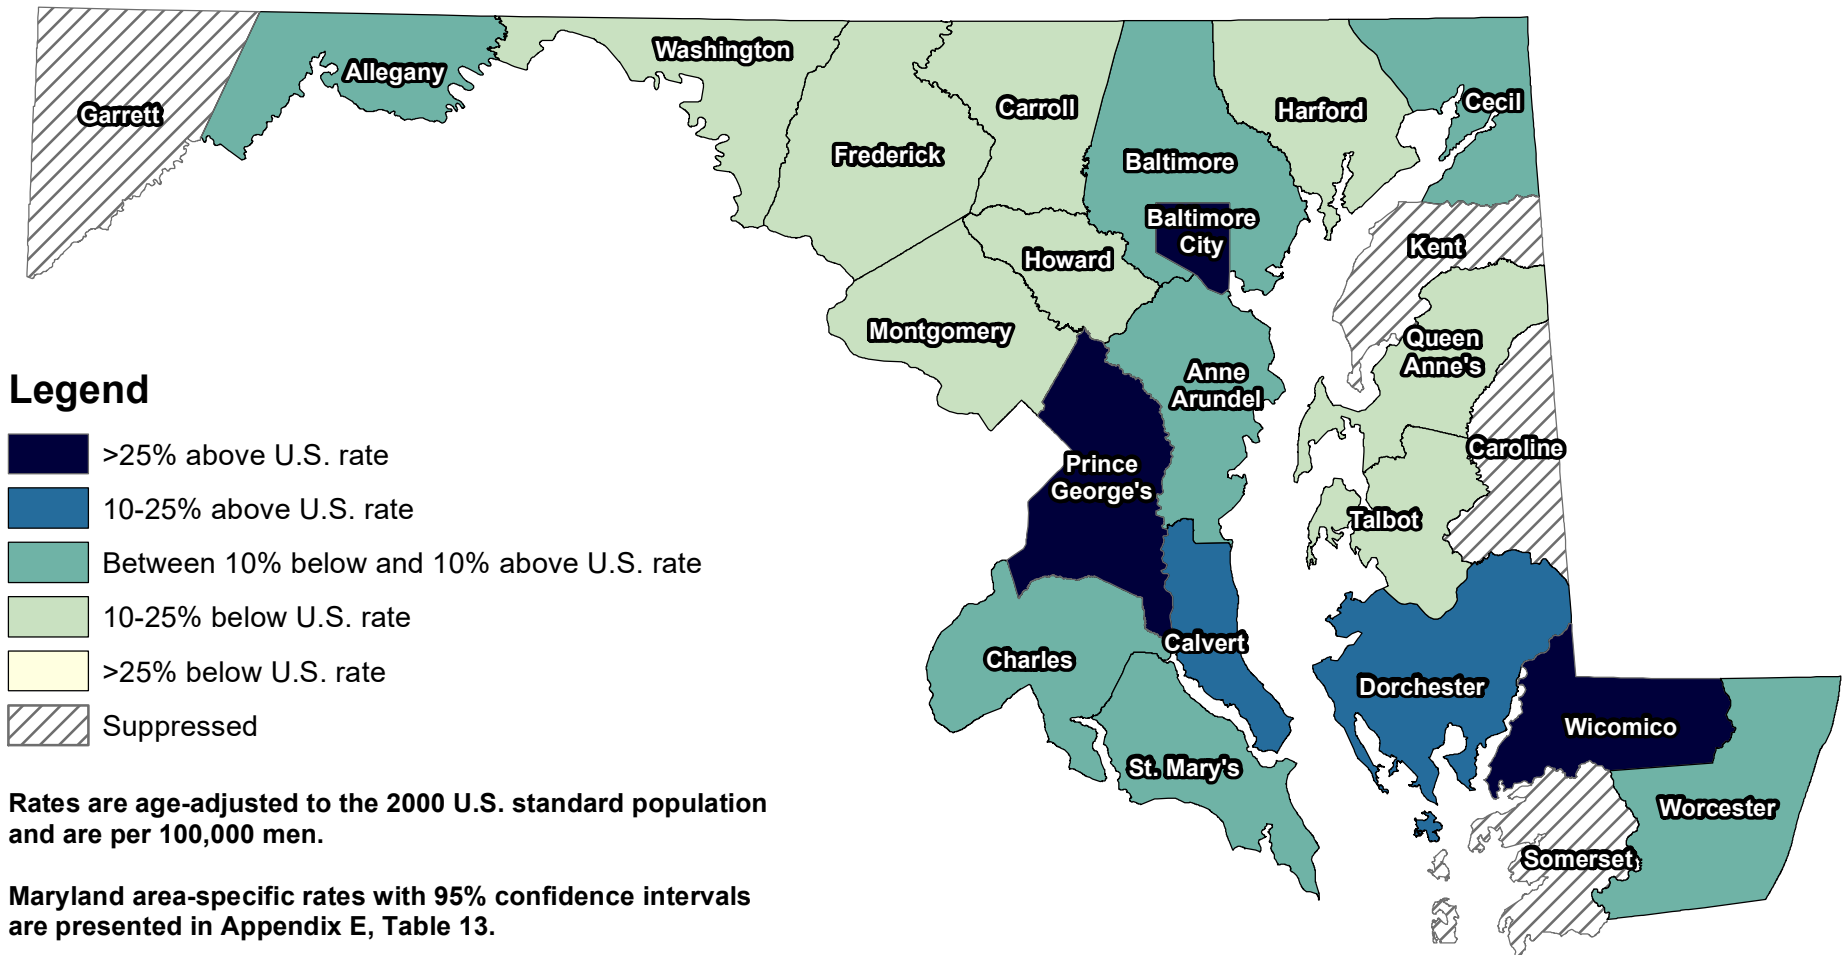 Garrett
Allegany
Washington
Frederick
Carroll
Baltimore
Harford
Cecil
Baltimore
City
Howard
Kent
Montgomery
Queen
Anne's
Anne
Arundel
Caroline
Prince
George's
Talbot
Calvert
Charles
Dorchester
Wicomico
St. Mary's
Worcester
Somerset
Legend
>25% above U.S. rate
10-25% above U.S. rate
Between 10% below and 10% above U.S. rate
10-25% below U.S. rate
>25% below U.S. rate
Suppressed
Rates are age-adjusted to the 2000 U.S. standard population
and are per 100,000 men.
Maryland area-specific rates with 95% confidence intervals
are presented in Appendix E, Table 13.